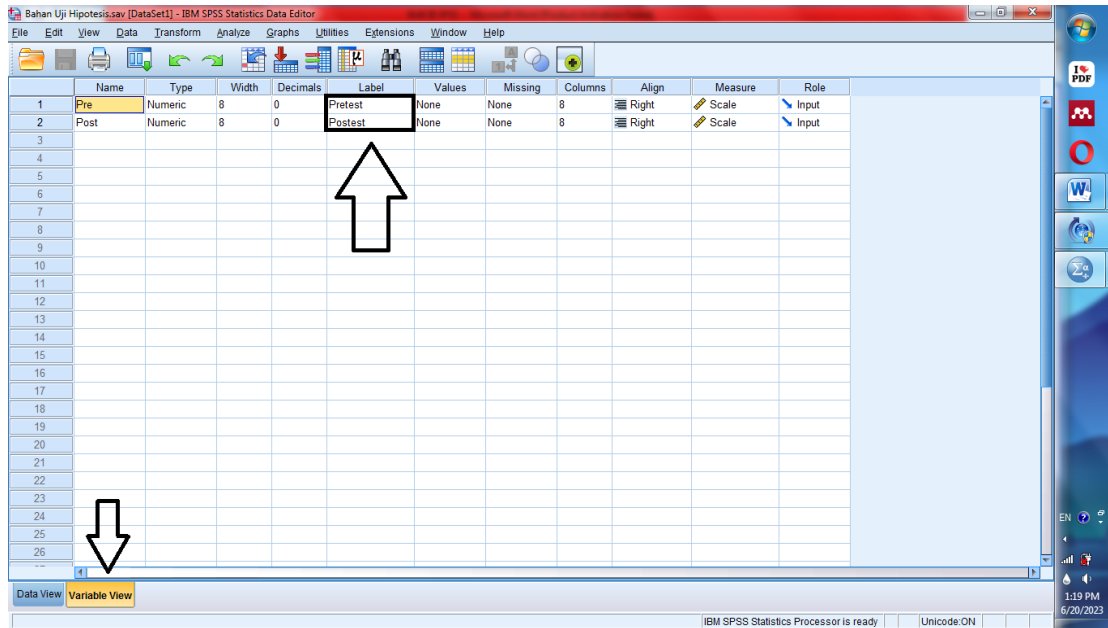 Bahan Uji Hipotesis.sav [DataSet1] - IBM SPSS Statistics Data Editor
File Edit View Data Transform Analyze Graphs Utilities Extensions Window Help
Name Type Width Decimals Label Values Missing Columns Align Measure Role
1 Pre Numeric 8 0 Pretest None None 8 Right Scale Input
2 Post Numeric 8 0 Postest None None 8 Right Scale Input
3
4
5
6
7
8
9
10
11
12
13
14
15
16
17
18
19
20
21
22
23
24
25
26
Data View Variable View
IBM SPSS Statistics Processor is ready Unicode:ON
PDF
W
EN
1:19 PM
6/20/2023